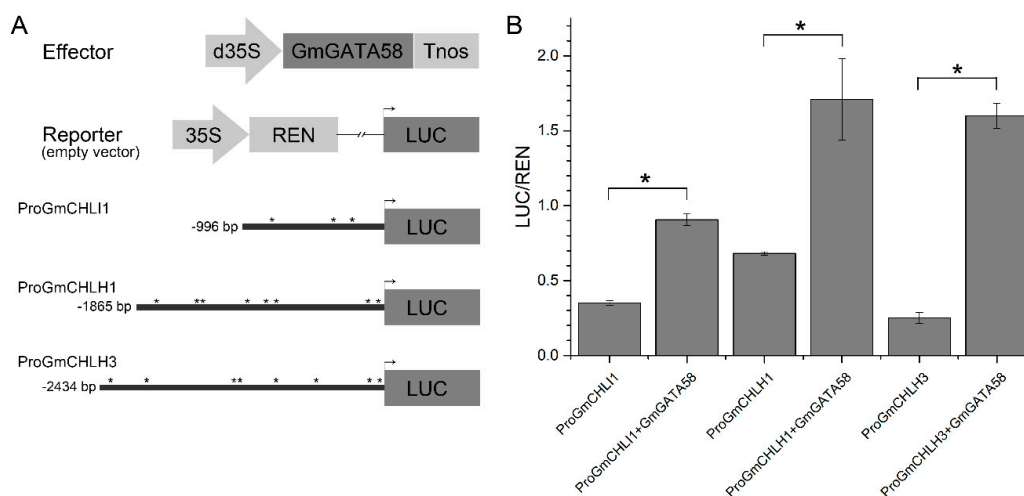 A
Effector
d35S GmGATA58 Tnos
Reporter
(empty vector)
35S REN LUC
ProGmCHLI1
-996 bp * * * LUC
ProGmCHLH1
-1865 bp * ** * * * * * LUC
ProGmCHLH3
-2434 bp * * ** * * * * LUC
B
LUC/REN
2.0
1.5
1.0
0.5
0.0
* * *
ProGmCHLI1
ProGmCHLI1+GmGATA58
ProGmCHLH1
ProGmCHLH1+GmGATA58
ProGmCHLH3
ProGmCHLH3+GmGATA58